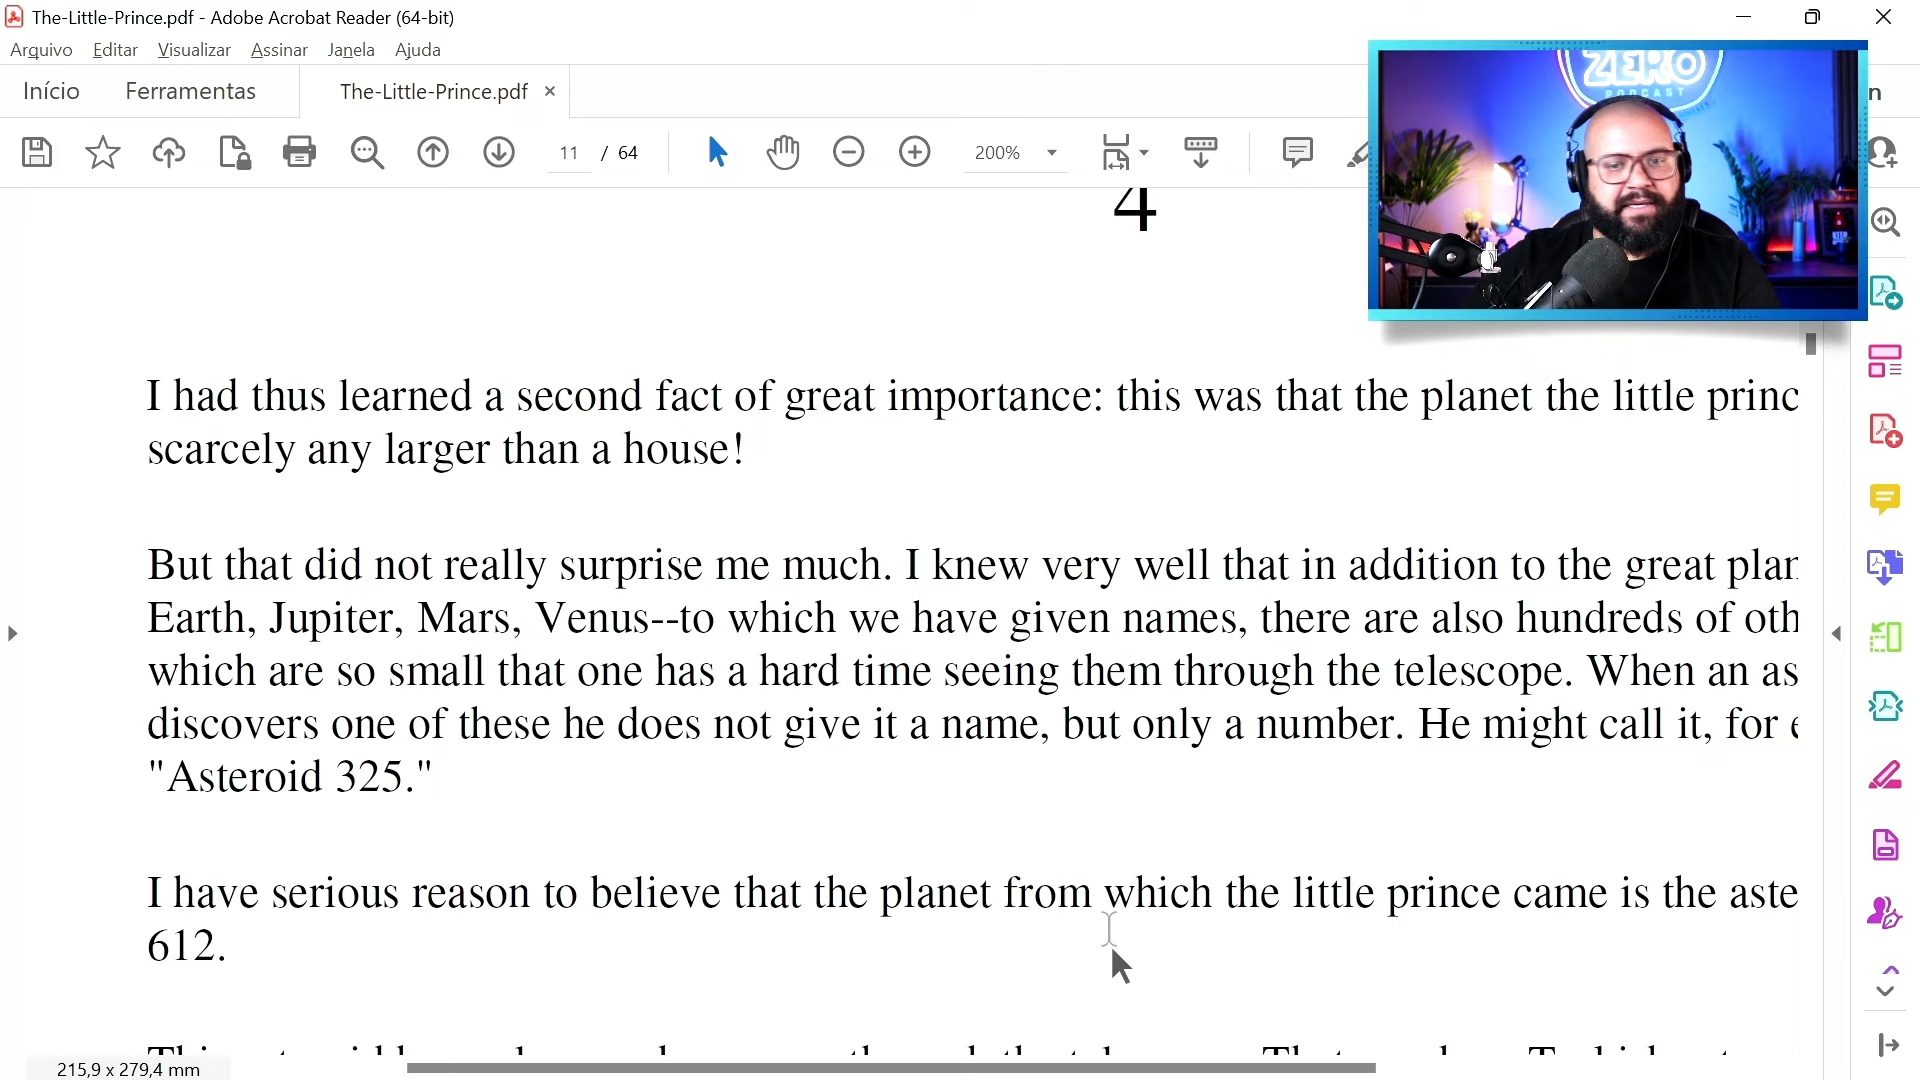 The-Little-Prince.pdf - Adobe Acrobat Reader (64-bit)
Arquivo Editar Visualizar Assinar Janela Ajuda
Início Ferramentas The-Little-Prince.pdf
11 / 64 200%
ZERO
PODCAST
4
I had thus learned a second fact of great importance: this was that the planet the little princ
scarcely any larger than a house!
But that did not really surprise me much. I knew very well that in addition to the great plan
Earth, Jupiter, Mars, Venus--to which we have given names, there are also hundreds of oth
which are so small that one has a hard time seeing them through the telescope. When an as
discovers one of these he does not give it a name, but only a number. He might call it, for e
"Asteroid 325."
I have serious reason to believe that the planet from which the little prince came is the aste
612.
215,9 x 279,4 mm